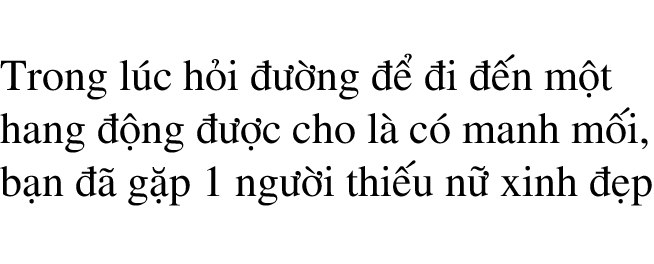 Trong lúc hỏi đường để đi đến một
hang động được cho là có manh mối,
bạn đã gặp 1 người thiếu nữ xinh đẹp